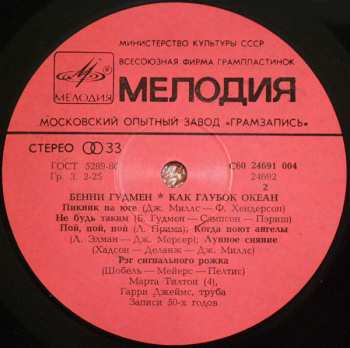 МИНИСТЕРСТВО КУЛЬТУРЫ СССР
ВСЕСОЮЗНАЯ ФИРМА ГРАМПЛАСТИНОК
МЕЛОДИЯ
МЕЛОДИЯ
МОСКОВСКИЙ ОПЫТНЫЙ ЗАВОД «ГРАМЗАПИСЬ»
СТЕРЕО 33
ГОСТ 5289-80 С60 24691 004
Гр. 3. 2-25 24692
2
БЕННИ ГУДМЕН * КАК ГЛУБОК ОКЕАН
Пикник на юге (Дж. Миллс — Ф. Хендерсон)
Не будь таким (Б. Гудмен — Сэмпсон — Пэриш)
Пой, пой, пой (Л. Прима); Когда поют ангелы
(Л. Элман — Дж. Мерсер); Лунное сияние
(Хадсон — Деланж — Дж. Миллс)
Рэг сигнального рожка
(Шобель — Мейерс — Петтис)
Марта Тилтон (4),
Гарри Джеймс, труба
Записи 50-х годов